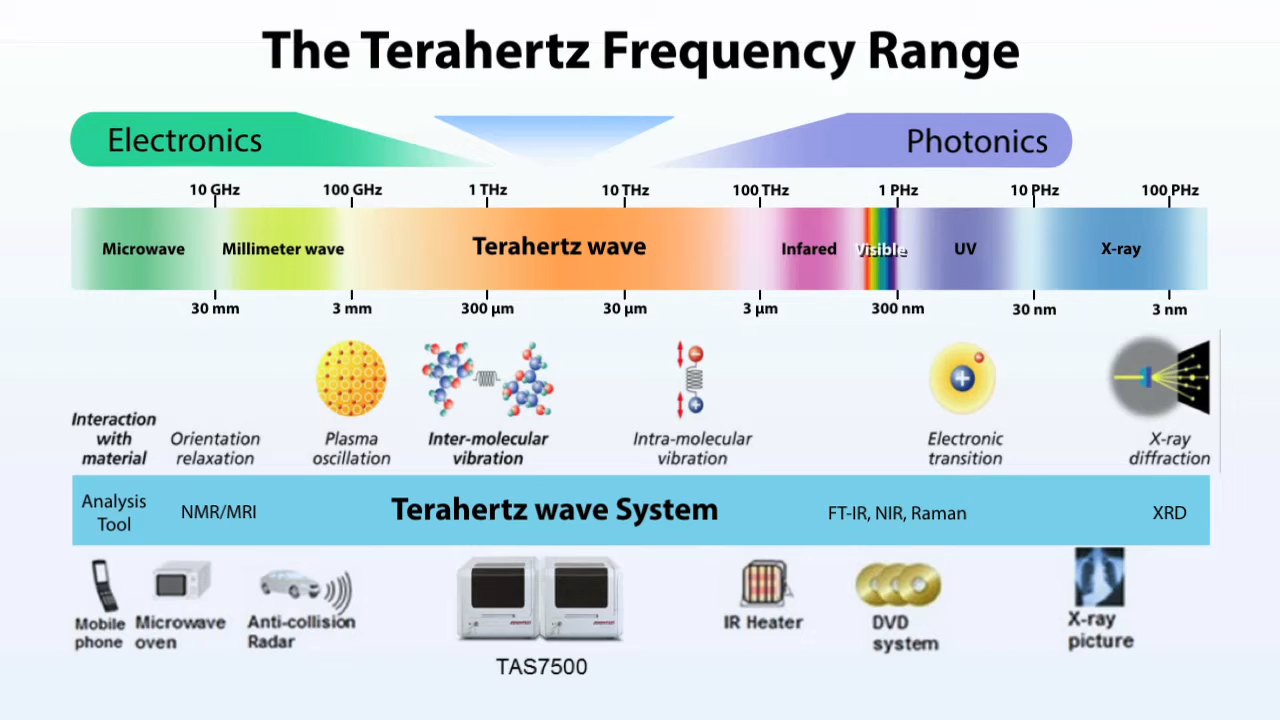 The Terahertz Frequency Range
Electronics
Photonics
10 GHz 100 GHz 1 THz 10 THz 100 THz 1 PHz 10 PHz 100 PHz
Microwave Millimeter wave Terahertz wave Infared Visible UV X-ray
30 mm 3 mm 300 µm 30 µm 3 µm 300 nm 30 nm 3 nm
Interaction
with
material
Orientation
relaxation
Plasma
oscillation
Inter-molecular
vibration
Intra-molecular
vibration
Electronic
transition
X-ray
diffraction
Analysis
Tool
NMR/MRI
Terahertz wave System
FT-IR, NIR, Raman
XRD
Mobile
phone
Microwave
oven
Anti-collision
Radar
TAS7500
IR Heater
DVD
system
X-ray
picture